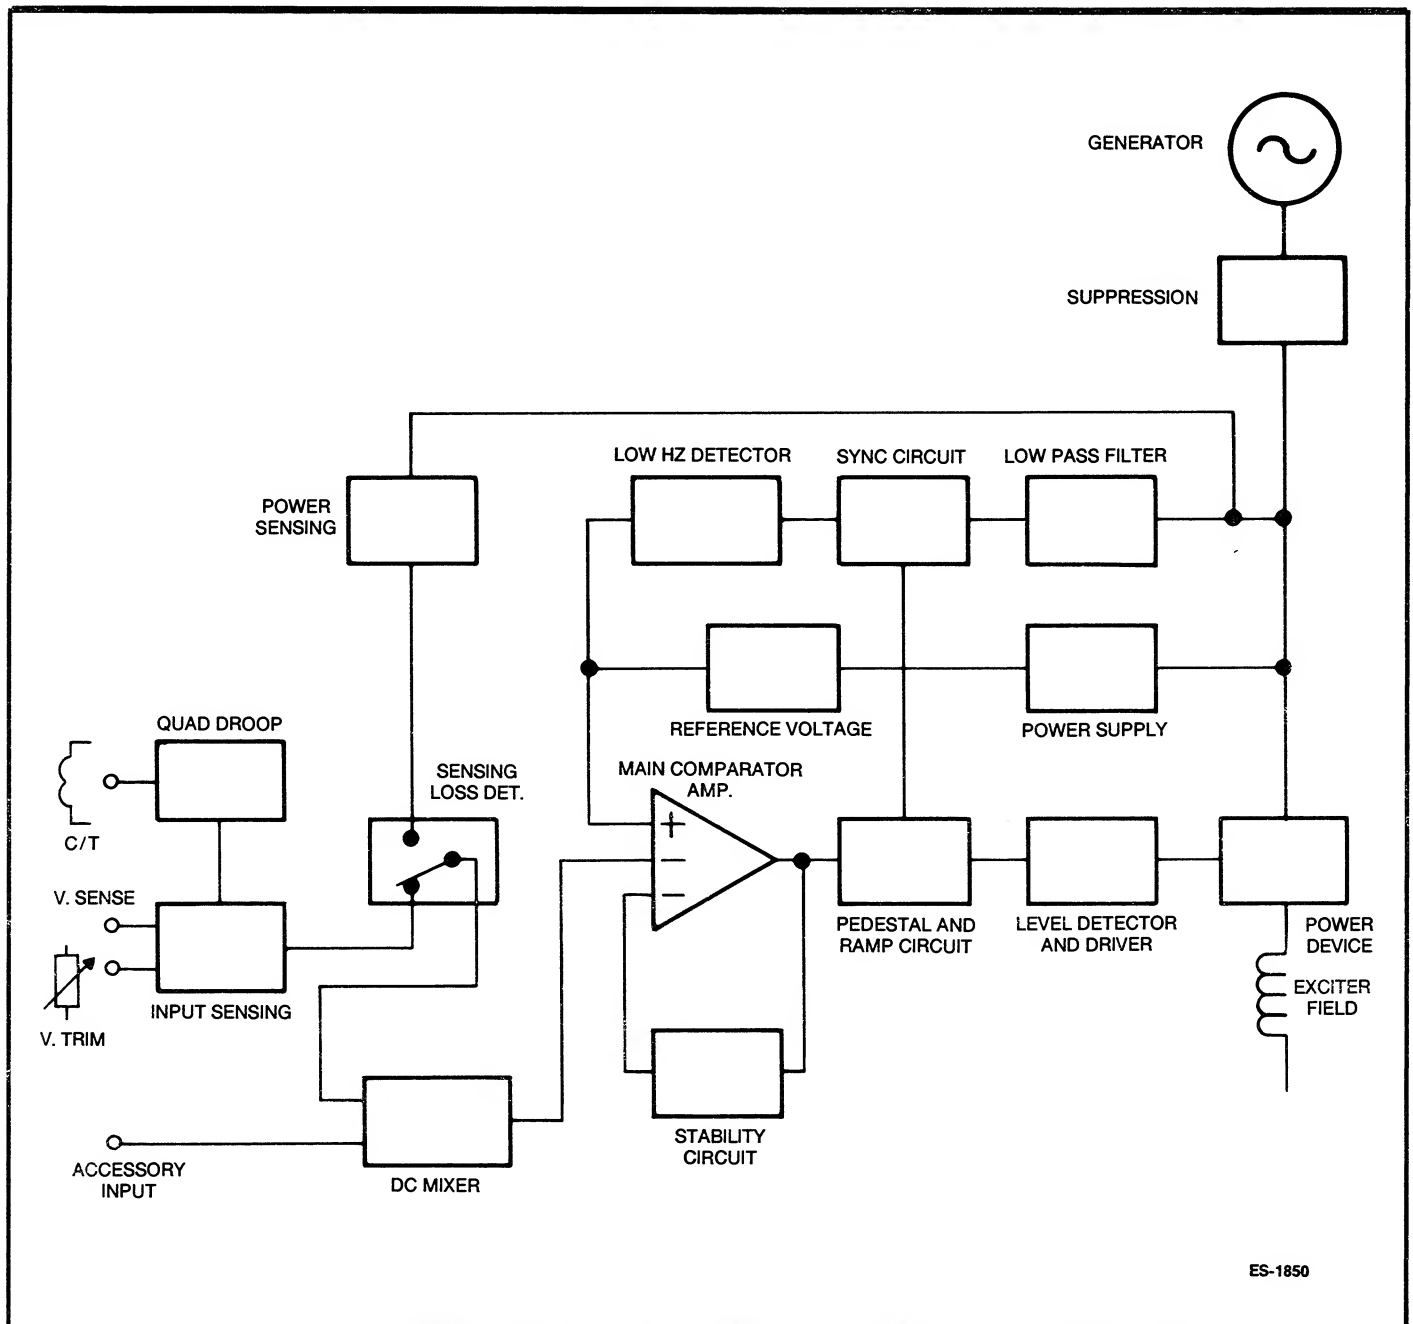 GENERATOR
SUPPRESSION
LOW HZ DETECTOR
SYNC CIRCUIT
LOW PASS FILTER
POWER
SENSING
REFERENCE VOLTAGE
POWER SUPPLY
QUAD DROOP
SENSING
LOSS DET.
MAIN COMPARATOR
AMP.
C/T
V. SENSE
PEDESTAL AND
RAMP CIRCUIT
LEVEL DETECTOR
AND DRIVER
POWER
DEVICE
EXCITER
FIELD
INPUT SENSING
V. TRIM
STABILITY
CIRCUIT
ACCESSORY
INPUT
DC MIXER
ES-1850